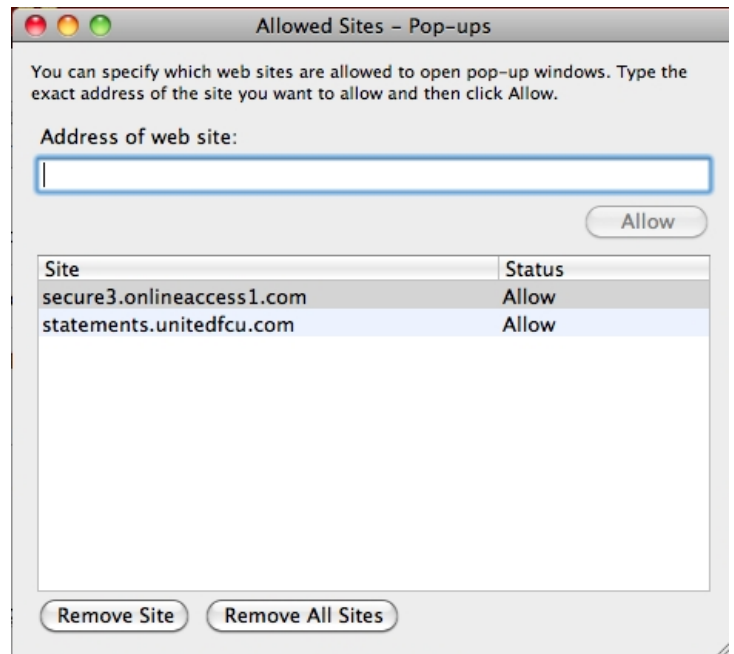 Allowed Sites – Pop-ups
You can specify which web sites are allowed to open pop-up windows. Type the
exact address of the site you want to allow and then click Allow.
Address of web site:
Allow
Site Status
secure3.onlineaccess1.com Allow
statements.unitedfcu.com Allow
Remove Site Remove All Sites